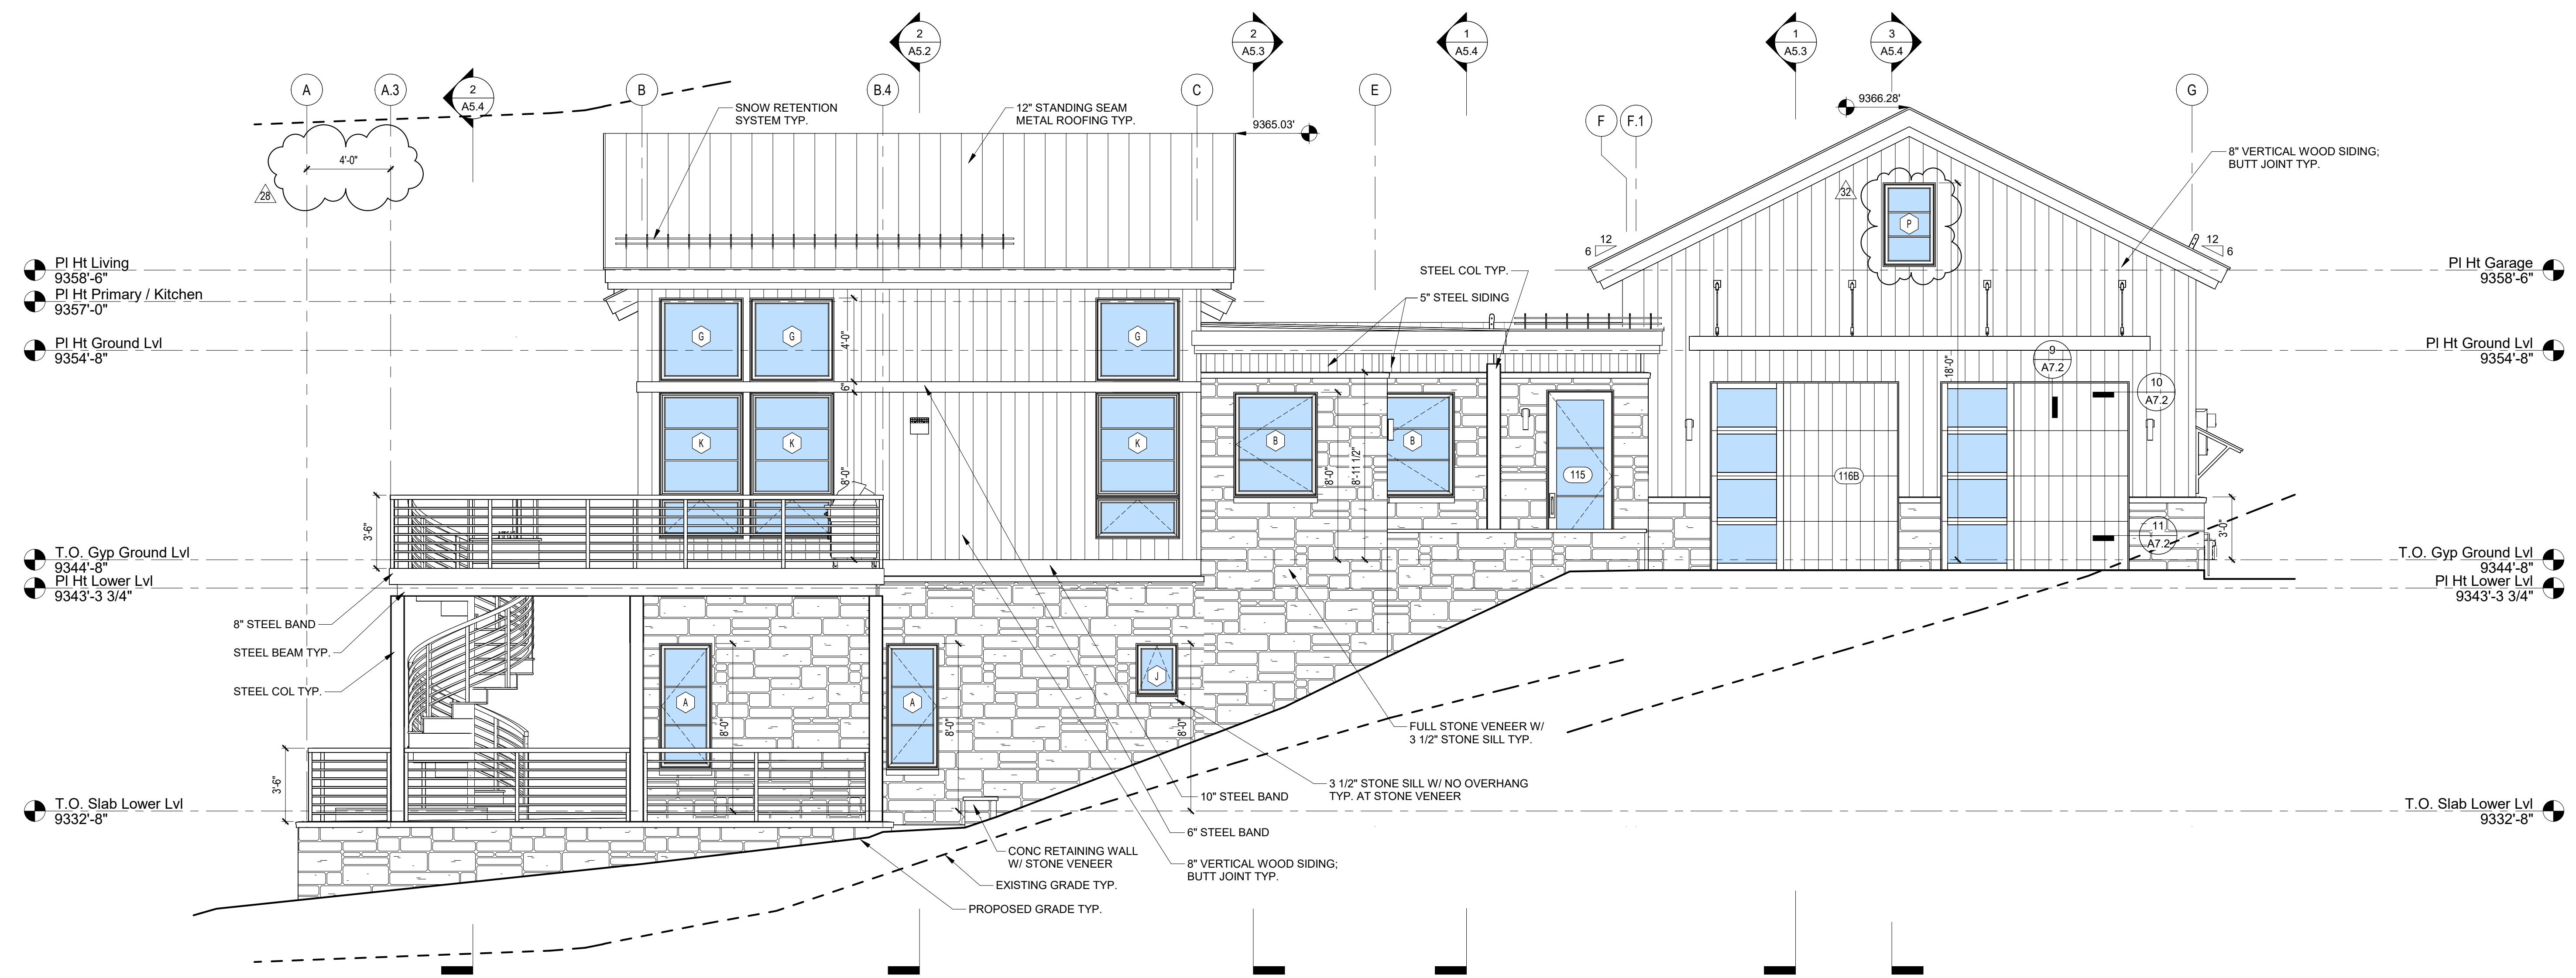 2
A5.2
2
A5.3
1
A5.4
1
A5.3
3
A5.4
A
A.3
2
A5.4
B
B.4
C
E
F
F.1
G
SNOW RETENTION
SYSTEM TYP.
12" STANDING SEAM
METAL ROOFING TYP.
9365.03'
9366.28'
8" VERTICAL WOOD SIDING;
BUTT JOINT TYP.
4'-0"
28
32
P
12
6
12
6
Pl Ht Living
9358'-6"
Pl Ht Primary / Kitchen
9357'-0"
Pl Ht Ground Lvl
9354'-8"
STEEL COL TYP.
5" STEEL SIDING
Pl Ht Garage
9358'-6"
Pl Ht Ground Lvl
9354'-8"
G
G
G
4'-0"
6"
K
K
K
8'-0"
B
B
8'-0"
8'-11 1/2"
115
18'-0"
116B
9
A7.2
10
A7.2
11
A7.2
3'-0"
3'-6"
T.O. Gyp Ground Lvl
9344'-8"
Pl Ht Lower Lvl
9343'-3 3/4"
T.O. Gyp Ground Lvl
9344'-8"
Pl Ht Lower Lvl
9343'-3 3/4"
8" STEEL BAND
STEEL BEAM TYP.
STEEL COL TYP.
A
8'-0"
A
8'-0"
J
8'-0"
3'-6"
FULL STONE VENEER W/
3 1/2" STONE SILL TYP.
3 1/2" STONE SILL W/ NO OVERHANG
TYP. AT STONE VENEER
10" STEEL BAND
6" STEEL BAND
8" VERTICAL WOOD SIDING;
BUTT JOINT TYP.
T.O. Slab Lower Lvl
9332'-8"
T.O. Slab Lower Lvl
9332'-8"
CONC RETAINING WALL
W/ STONE VENEER
EXISTING GRADE TYP.
PROPOSED GRADE TYP.